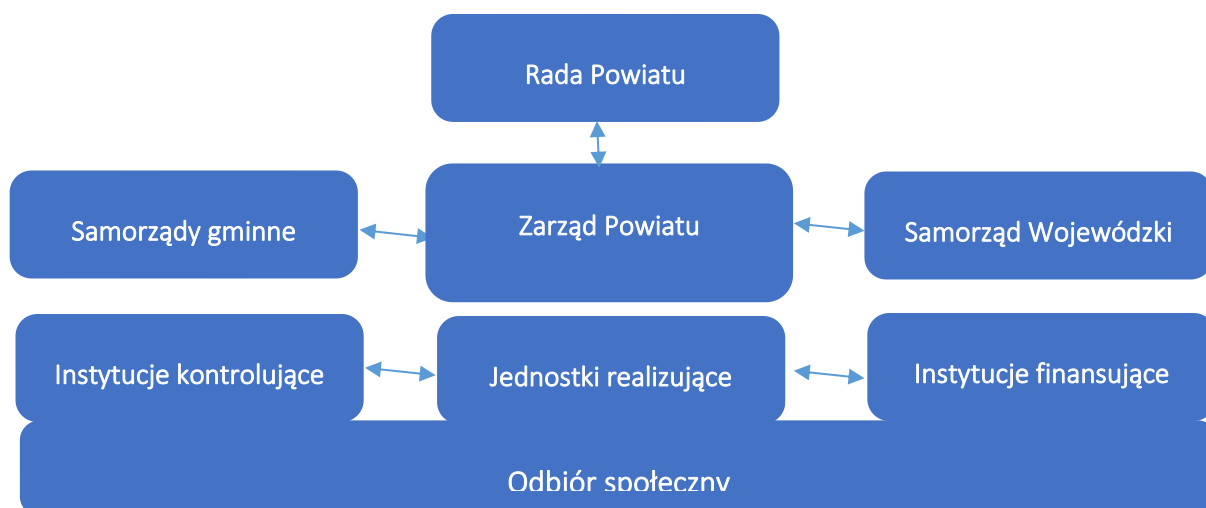 Rada Powiatu
Samorządy gminne
Zarząd Powiatu
Samorząd Wojewódzki
Instytucje kontrolujące
Jednostki realizujące
Instytucje finansujące
Odbiór społeczny